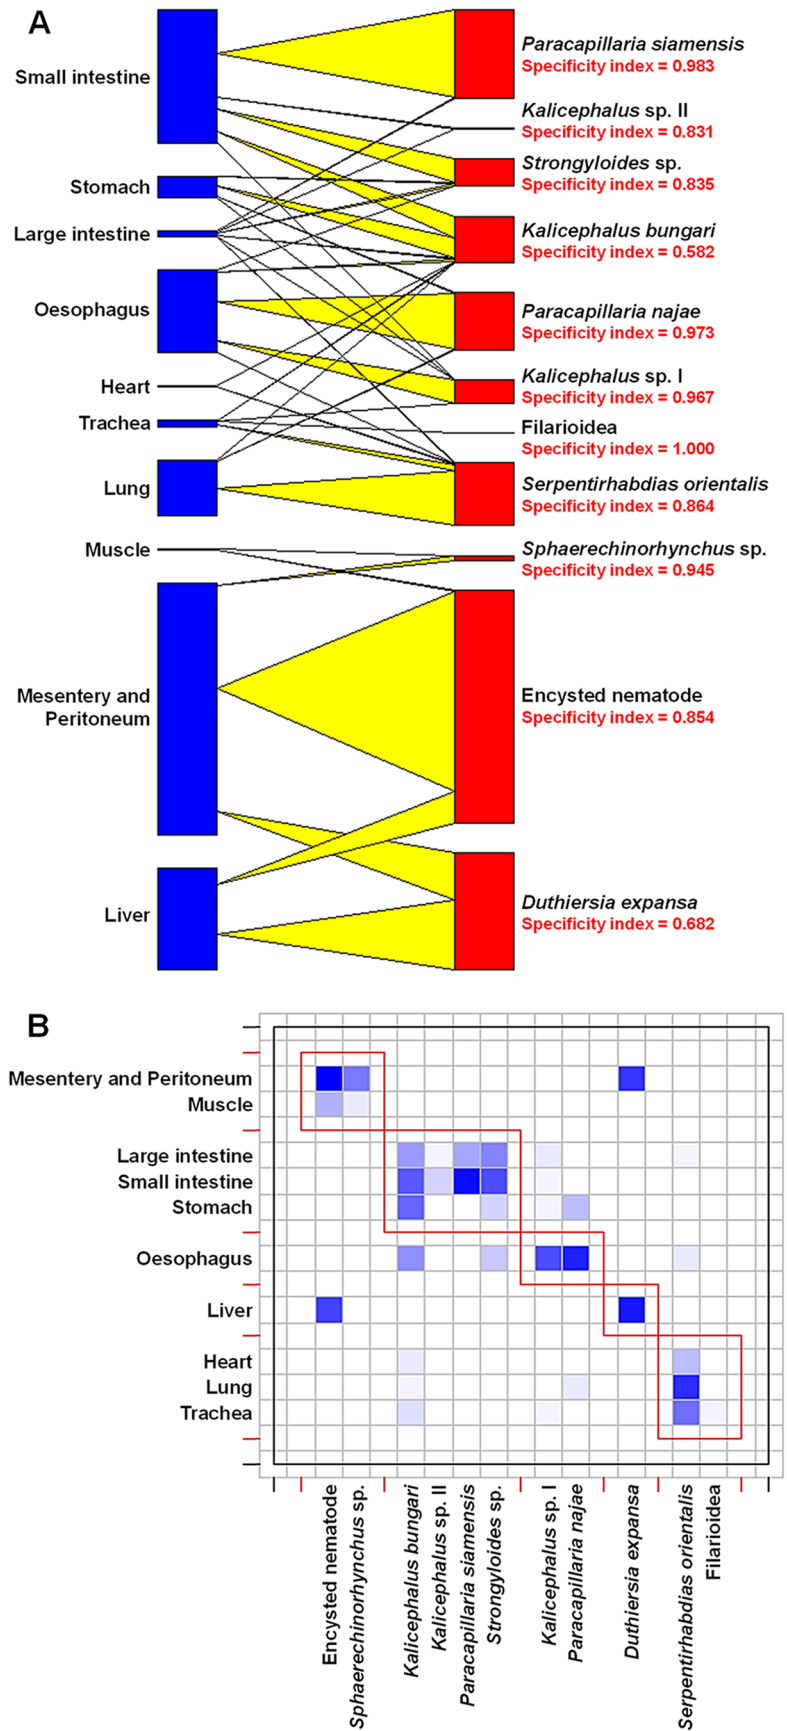 A
Small intestine
Stomach
Large intestine
Oesophagus
Heart
Trachea
Lung
Muscle
Mesentery and
Peritoneum
Liver
Paracapillaria siamensis
Specificity index = 0.983
Kalicephalus sp. II
Specificity index = 0.831
Strongyloides sp.
Specificity index = 0.835
Kalicephalus bungari
Specificity index = 0.582
Paracapillaria najae
Specificity index = 0.973
Kalicephalus sp. I
Specificity index = 0.967
Filarioidea
Specificity index = 1.000
Serpentirhabdias orientalis
Specificity index = 0.864
Sphaerechinorhynchus sp.
Specificity index = 0.945
Encysted nematode
Specificity index = 0.854
Duthiersia expansa
Specificity index = 0.682
B
Mesentery and Peritoneum
Muscle
Large intestine
Small intestine
Stomach
Oesophagus
Liver
Heart
Lung
Trachea
Encysted nematode
Sphaerechinorhynchus sp.
Kalicephalus bungari
Kalicephalus sp. II
Paracapillaria siamensis
Strongyloides sp.
Kalicephalus sp. I
Paracapillaria najae
Duthiersia expansa
Serpentirhabdias orientalis
Filarioidea